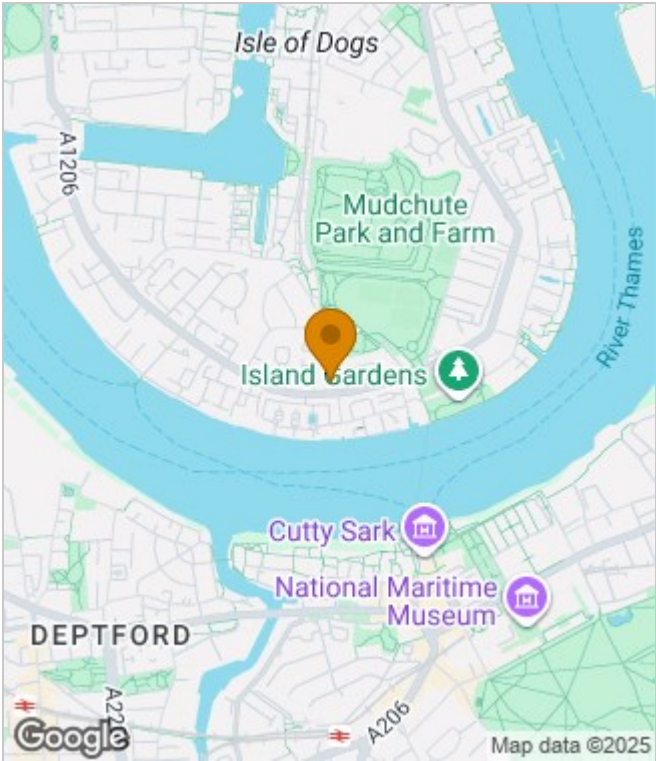 Isle of Dogs
A1206
Mudchute
Park and Farm
River Thames
Island Gardens
Cutty Sark
National Maritime
Museum
DEPTFORD
A206
Google
Map data ©2025